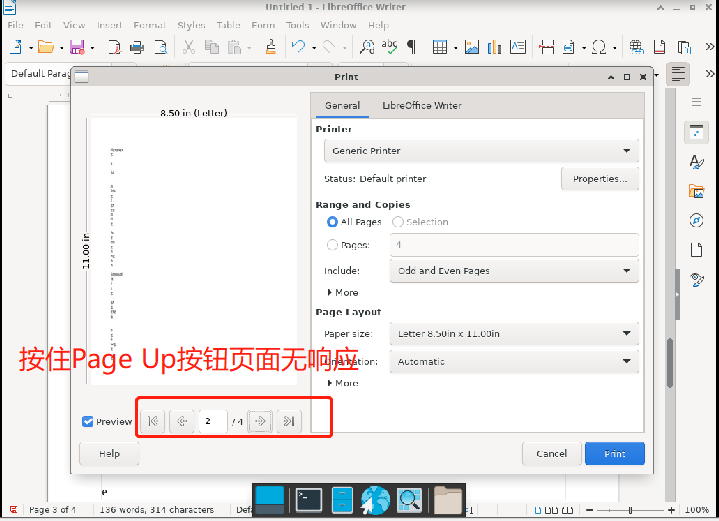 Untitled 1 - LibreOffice Writer
File Edit View Insert Format Styles Table Form Tools Window Help
Default Parag
Print
8.50 in (Letter)
11.00 in
General LibreOffice Writer
Printer
Generic Printer
Status: Default printer Properties...
Range and Copies
All Pages Selection
Pages: 4
Include: Odd and Even Pages
More
Page Layout
Paper size: Letter 8.50in x 11.00in
按住Page Up按钮页面无响应
Orientation: Automatic
More
Preview 2 / 4
Help Cancel Print
Page 3 of 4 136 words, 314 characters Defa 100%